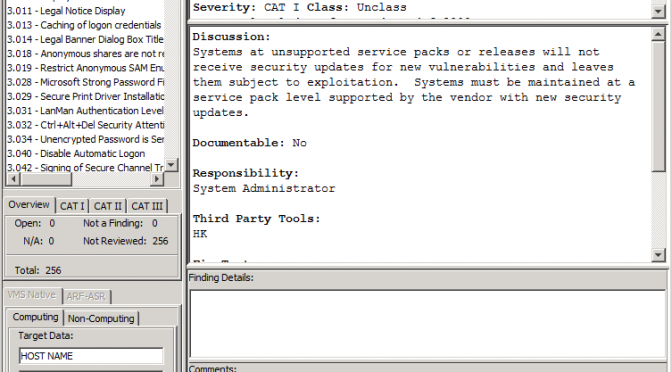 3.011 - Legal Notice Display
3.013 - Caching of logon credentials
3.014 - Legal Banner Dialog Box Title
3.018 - Anonymous shares are not re
3.019 - Restrict Anonymous SAM Enu
3.028 - Microsoft Strong Password Fi
3.029 - Secure Print Driver Installatic
3.031 - LanMan Authentication Level
3.032 - Ctrl+Alt+Del Security Attenti
3.034 - Unencrypted Password is Ser
3.040 - Disable Automatic Logon
3.042 - Signing of Secure Channel Tr
Overview CAT I CAT II CAT III
Open: 0 Not a Finding: 0
N/A: 0 Not Reviewed: 256
Total: 256
VMS Native ARF-ASR
Computing Non-Computing
Target Data:
HOST NAME
Severity: CAT I Class: Unclass
Discussion:
Systems at unsupported service packs or releases will not
receive security updates for new vulnerabilities and leaves
them subject to exploitation. Systems must be maintained at a
service pack level supported by the vendor with new security
updates.
Documentable: No
Responsibility:
System Administrator
Third Party Tools:
HK
Finding Details:
Comments: